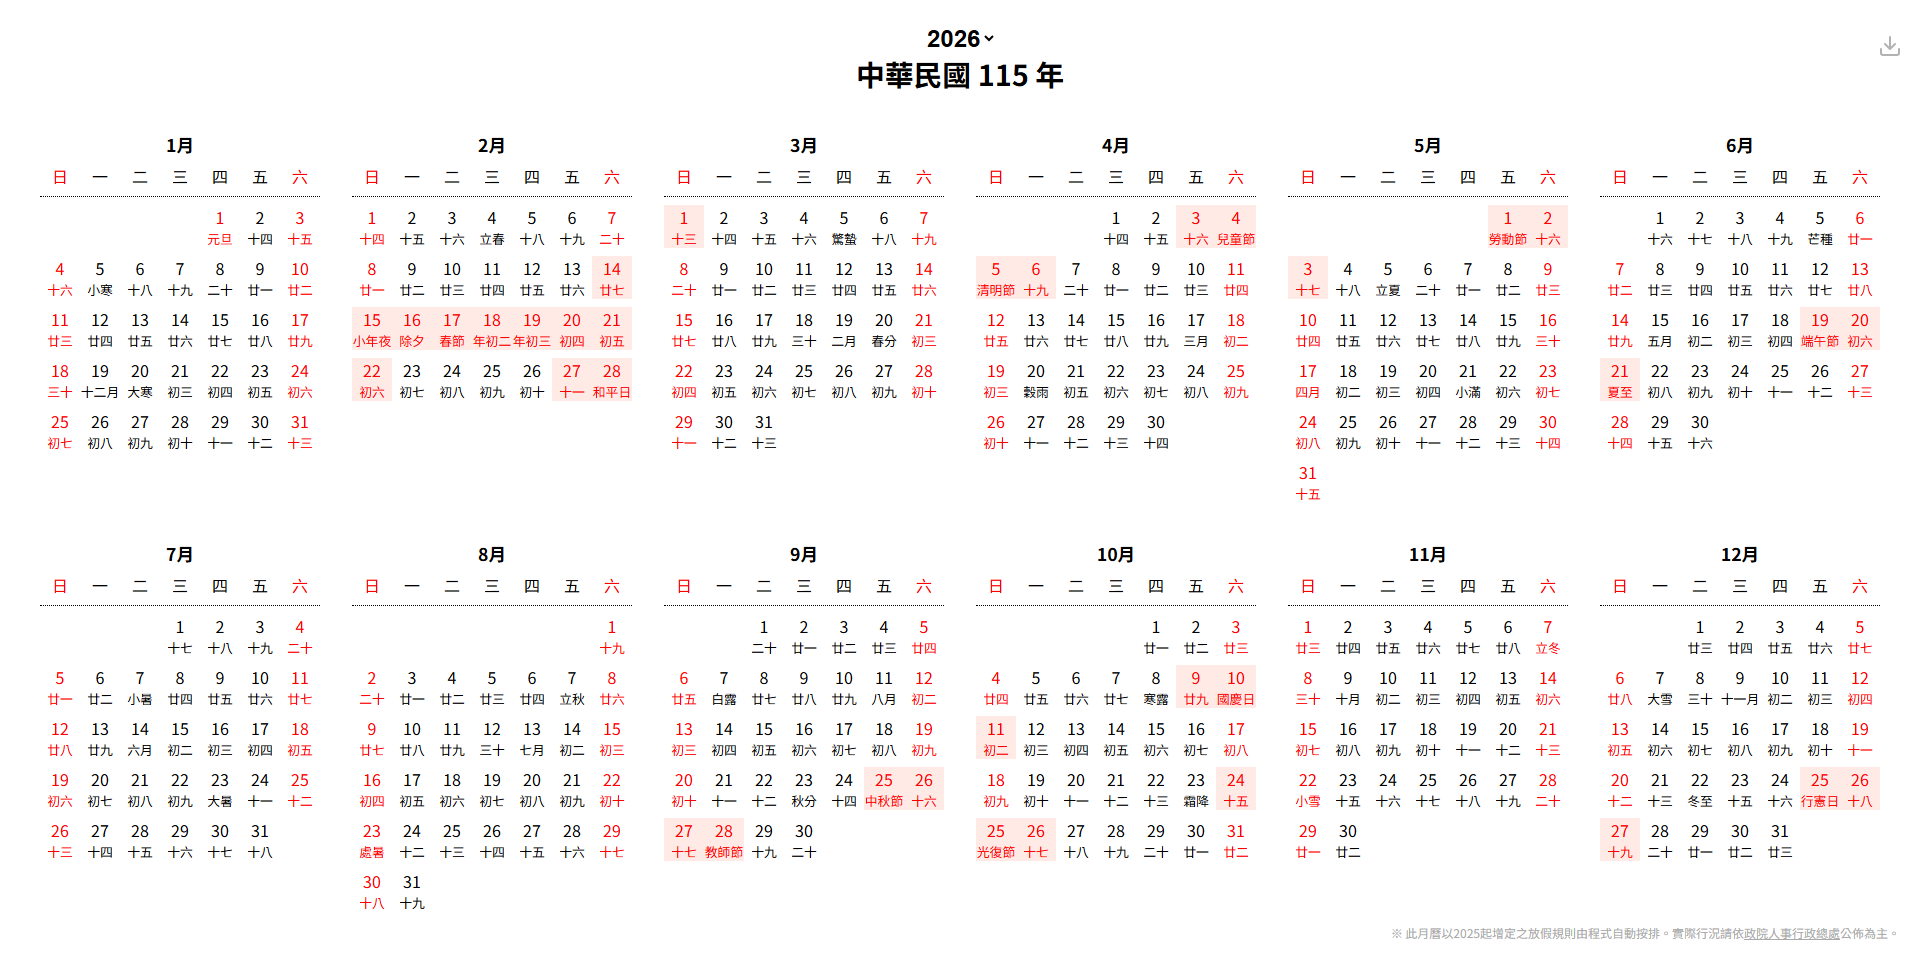 2026
中華民國 115 年
1月
日 一 二 三 四 五 六
1 2 3
元旦 十四 十五
4 5 6 7 8 9 10
十六 小寒 十八 十九 二十 廿一 廿二
11 12 13 14 15 16 17
廿三 廿四 廿五 廿六 廿七 廿八 廿九
18 19 20 21 22 23 24
三十 十二月 大寒 初三 初四 初五 初六
25 26 27 28 29 30 31
初七 初八 初九 初十 十一 十二 十三
2月
日 一 二 三 四 五 六
1 2 3 4 5 6 7
十四 十五 十六 立春 十八 十九 二十
8 9 10 11 12 13 14
廿一 廿二 廿三 廿四 廿五 廿六 廿七
15 16 17 18 19 20 21
小年夜 除夕 春節 年初二 年初三 初四 初五
22 23 24 25 26 27 28
初六 初七 初八 初九 初十 十一 和平日
3月
日 一 二 三 四 五 六
1 2 3 4 5 6 7
十三 十四 十五 十六 驚蟄 十八 十九
8 9 10 11 12 13 14
二十 廿一 廿二 廿三 廿四 廿五 廿六
15 16 17 18 19 20 21
廿七 廿八 廿九 三十 二月 春分 初三
22 23 24 25 26 27 28
初四 初五 初六 初七 初八 初九 初十
29 30 31
十一 十二 十三
4月
日 一 二 三 四 五 六
1 2 3 4
十四 十五 十六 兒童節
5 6 7 8 9 10 11
清明節 十九 二十 廿一 廿二 廿三 廿四
12 13 14 15 16 17 18
廿五 廿六 廿七 廿八 廿九 三月 初二
19 20 21 22 23 24 25
初三 穀雨 初五 初六 初七 初八 初九
26 27 28 29 30
初十 十一 十二 十三 十四
5月
日 一 二 三 四 五 六
1 2
勞動節 十六
3 4 5 6 7 8 9
十七 十八 立夏 二十 廿一 廿二 廿三
10 11 12 13 14 15 16
廿四 廿五 廿六 廿七 廿八 廿九 三十
17 18 19 20 21 22 23
四月 初二 初三 初四 小滿 初六 初七
24 25 26 27 28 29 30
初八 初九 初十 十一 十二 十三 十四
31
十五
6月
日 一 二 三 四 五 六
1 2 3 4 5 6
十六 十七 十八 十九 芒種 廿一
7 8 9 10 11 12 13
廿二 廿三 廿四 廿五 廿六 廿七 廿八
14 15 16 17 18 19 20
廿九 五月 初二 初三 初四 端午節 初六
21 22 23 24 25 26 27
夏至 初八 初九 初十 十一 十二 十三
28 29 30
十四 十五 十六
7月
日 一 二 三 四 五 六
1 2 3 4
十七 十八 十九 二十
5 6 7 8 9 10 11
廿一 廿二 小暑 廿四 廿五 廿六 廿七
12 13 14 15 16 17 18
廿八 廿九 六月 初二 初三 初四 初五
19 20 21 22 23 24 25
初六 初七 初八 初九 大暑 十一 十二
26 27 28 29 30 31
十三 十四 十五 十六 十七 十八
8月
日 一 二 三 四 五 六
1
十九
2 3 4 5 6 7 8
二十 廿一 廿二 廿三 廿四 立秋 廿六
9 10 11 12 13 14 15
廿七 廿八 廿九 三十 七月 初二 初三
16 17 18 19 20 21 22
初四 初五 初六 初七 初八 初九 初十
23 24 25 26 27 28 29
處暑 十二 十三 十四 十五 十六 十七
30 31
十八 十九
9月
日 一 二 三 四 五 六
1 2 3 4 5
二十 廿一 廿二 廿三 廿四
6 7 8 9 10 11 12
廿五 白露 廿七 廿八 廿九 八月 初二
13 14 15 16 17 18 19
初三 初四 初五 初六 初七 初八 初九
20 21 22 23 24 25 26
初十 十一 十二 秋分 十四 中秋節 十六
27 28 29 30
十七 教師節 十九 二十
10月
日 一 二 三 四 五 六
1 2 3
廿一 廿二 廿三
4 5 6 7 8 9 10
廿四 廿五 廿六 廿七 寒露 廿九 國慶日
11 12 13 14 15 16 17
初二 初三 初四 初五 初六 初七 初八
18 19 20 21 22 23 24
初九 初十 十一 十二 十三 霜降 十五
25 26 27 28 29 30 31
光復節 十七 十八 十九 二十 廿一 廿二
11月
日 一 二 三 四 五 六
1 2 3 4 5 6 7
廿三 廿四 廿五 廿六 廿七 廿八 立冬
8 9 10 11 12 13 14
三十 十月 初二 初三 初四 初五 初六
15 16 17 18 19 20 21
初七 初八 初九 初十 十一 十二 十三
22 23 24 25 26 27 28
小雪 十五 十六 十七 十八 十九 二十
29 30
廿一 廿二
12月
日 一 二 三 四 五 六
1 2 3 4 5
廿三 廿四 廿五 廿六 廿七
6 7 8 9 10 11 12
廿八 大雪 三十 十一月 初二 初三 初四
13 14 15 16 17 18 19
初五 初六 初七 初八 初九 初十 十一
20 21 22 23 24 25 26
十二 十三 冬至 十五 十六 行憲日 十八
27 28 29 30 31
十九 二十 廿一 廿二 廿三
※ 此月曆以2025起增定之放假規則由程式自動按排。實際行況請依政院人事行政總處公佈為主。